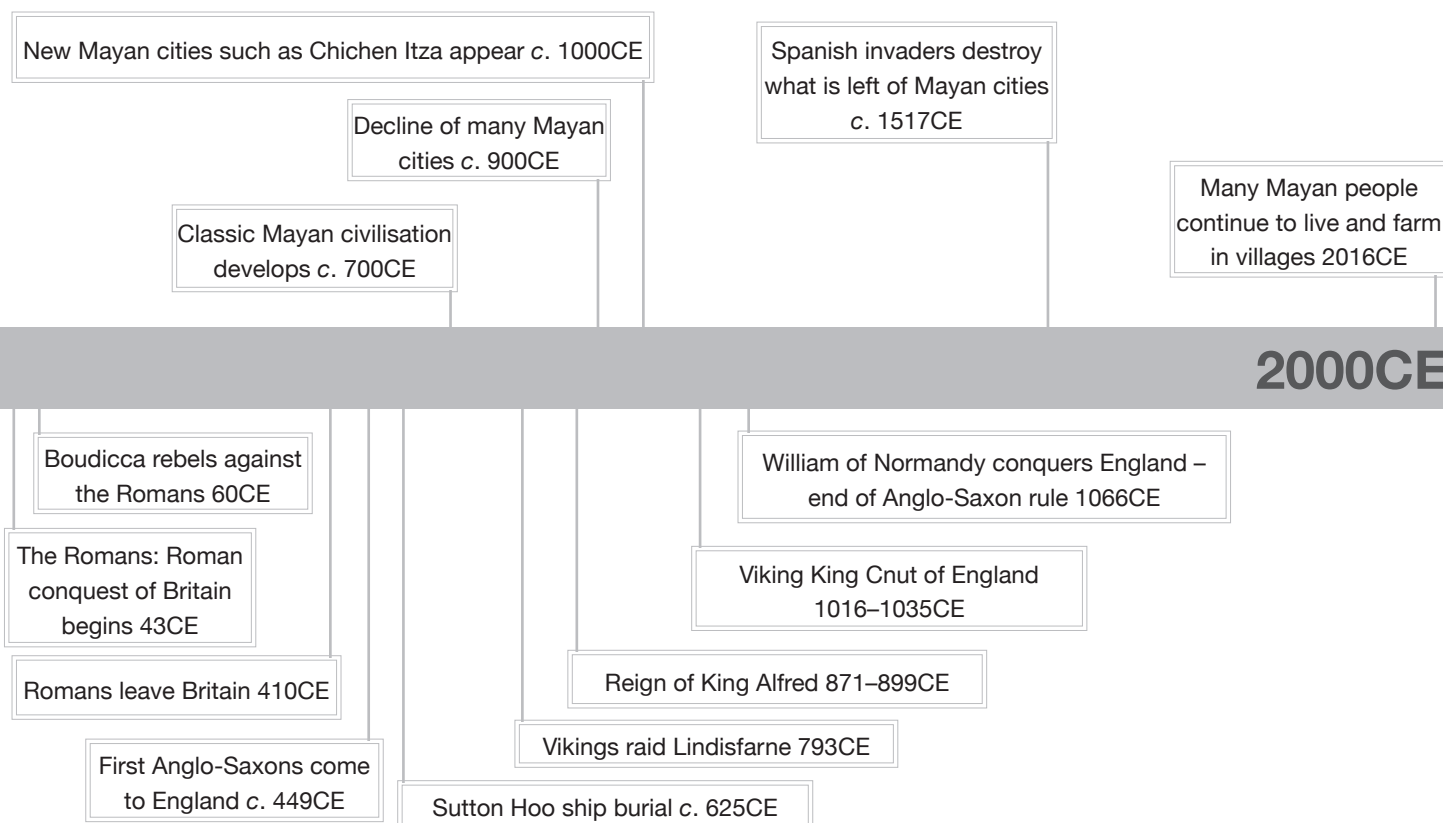 New Mayan cities such as Chichen Itza appear c. 1000CE
Spanish invaders destroy
what is left of Mayan cities
c. 1517CE
Decline of many Mayan
cities c. 900CE
Many Mayan people
continue to live and farm
in villages 2016CE
Classic Mayan civilisation
develops c. 700CE
2000CE
Boudicca rebels against
the Romans 60CE
William of Normandy conquers England –
end of Anglo-Saxon rule 1066CE
The Romans: Roman
conquest of Britain
begins 43CE
Viking King Cnut of England
1016–1035CE
Romans leave Britain 410CE
Reign of King Alfred 871–899CE
Vikings raid Lindisfarne 793CE
First Anglo-Saxons come
to England c. 449CE
Sutton Hoo ship burial c. 625CE